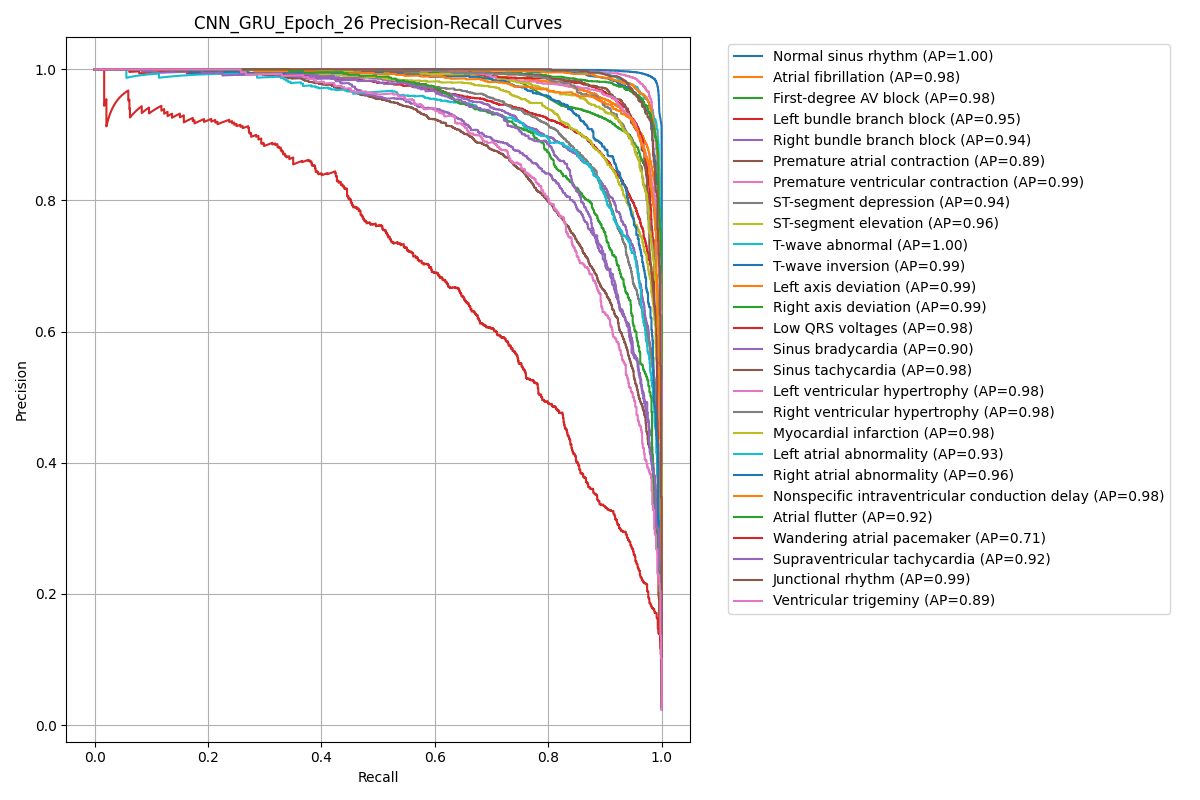 CNN_GRU_Epoch_26 Precision-Recall Curves
1.0
0.8
0.6
0.4
0.2
0.0
Precision
0.0 0.2 0.4 0.6 0.8 1.0
Recall
Normal sinus rhythm (AP=1.00)
Atrial fibrillation (AP=0.98)
First-degree AV block (AP=0.98)
Left bundle branch block (AP=0.95)
Right bundle branch block (AP=0.94)
Premature atrial contraction (AP=0.89)
Premature ventricular contraction (AP=0.99)
ST-segment depression (AP=0.94)
ST-segment elevation (AP=0.96)
T-wave abnormal (AP=1.00)
T-wave inversion (AP=0.99)
Left axis deviation (AP=0.99)
Right axis deviation (AP=0.99)
Low QRS voltages (AP=0.98)
Sinus bradycardia (AP=0.90)
Sinus tachycardia (AP=0.98)
Left ventricular hypertrophy (AP=0.98)
Right ventricular hypertrophy (AP=0.98)
Myocardial infarction (AP=0.98)
Left atrial abnormality (AP=0.93)
Right atrial abnormality (AP=0.96)
Nonspecific intraventricular conduction delay (AP=0.98)
Atrial flutter (AP=0.92)
Wandering atrial pacemaker (AP=0.71)
Supraventricular tachycardia (AP=0.92)
Junctional rhythm (AP=0.99)
Ventricular trigeminy (AP=0.89)